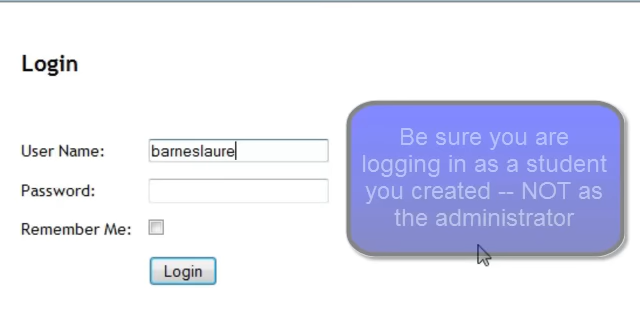 Login
User Name: barneslaure
Password:
Remember Me:
Login
Be sure you are
logging in as a student
you created -- NOT as
the administrator